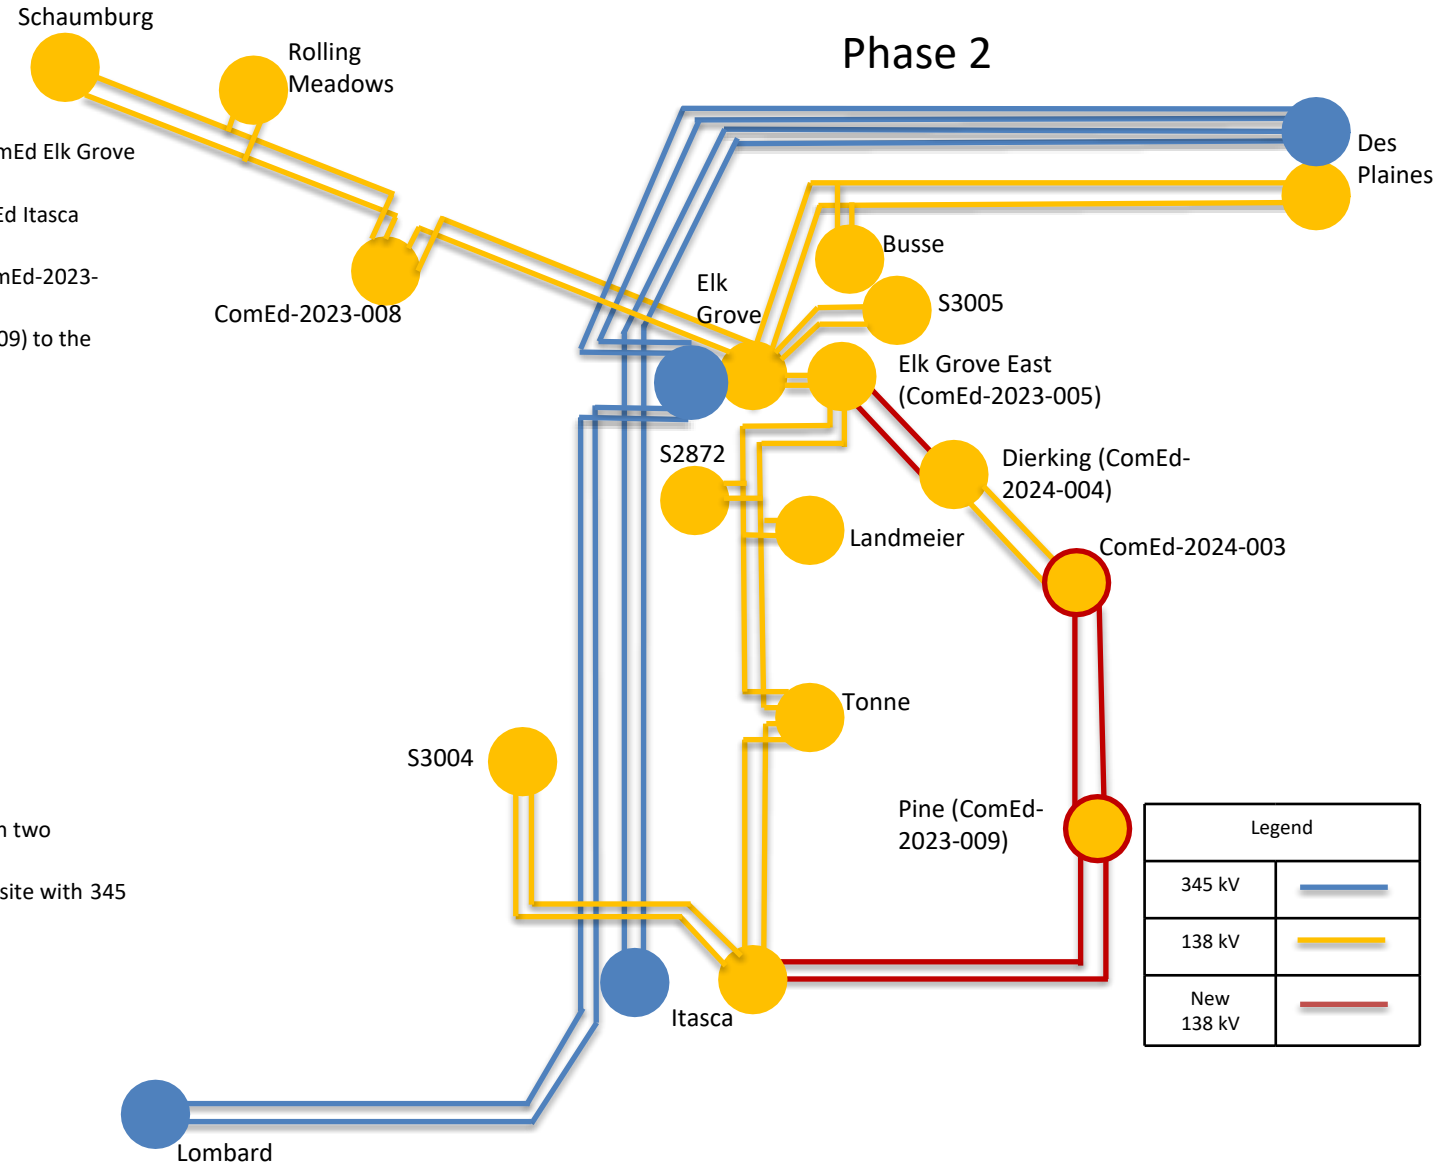 Schaumburg
Phase 2
Rolling
Meadows
mEd Elk Grove
Des
Plaines
Ed Itasca
Busse
mEd-2023-
Elk
Grove
S3005
ComEd-2023-008
09) to the
Elk Grove East
(ComEd-2023-005)
S2872
Dierking (ComEd-
2024-004)
Landmeier
ComEd-2024-003
Tonne
S3004
Pine (ComEd-
2023-009)
n two
site with 345
Legend
345 kV
138 kV
New
138 kV
Itasca
Lombard